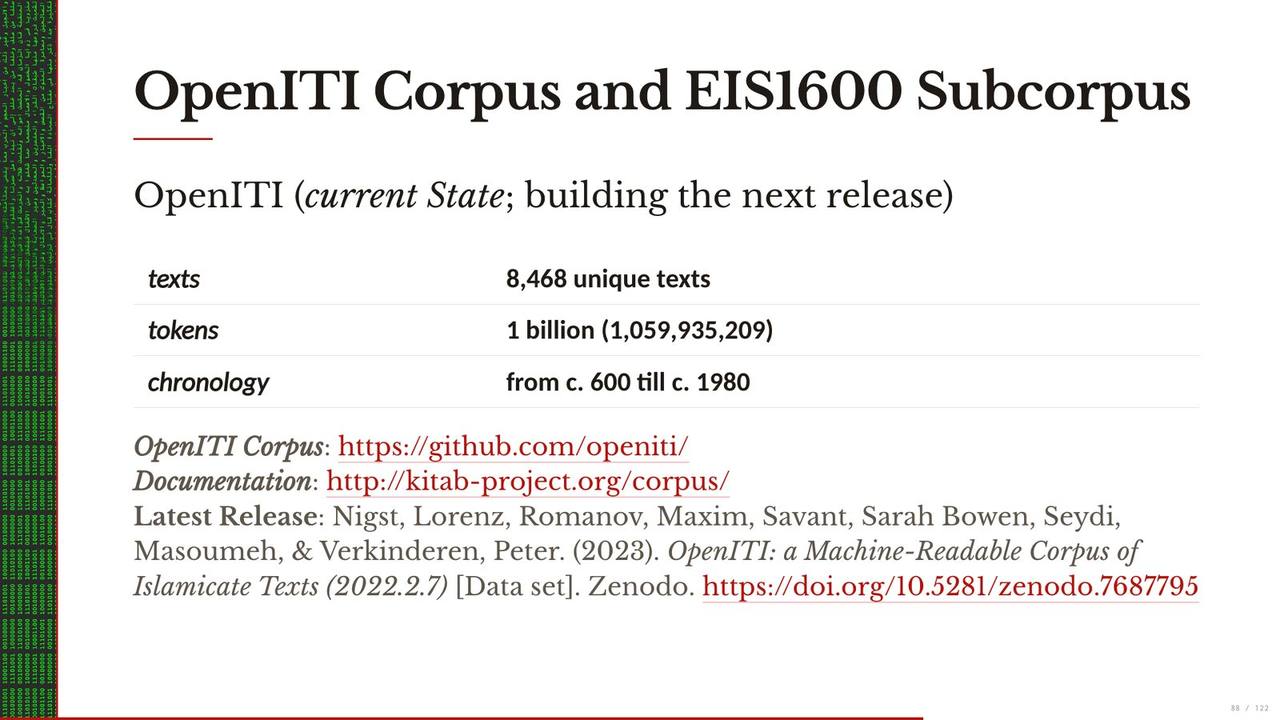 OpenITI Corpus and EIS1600 Subcorpus
OpenITI (current State; building the next release)
texts 8,468 unique texts
tokens 1 billion (1,059,935,209)
chronology from c. 600 till c. 1980
OpenITI Corpus: https://github.com/openiti/
Documentation: http://kitab-project.org/corpus/
Latest Release: Nigst, Lorenz, Romanov, Maxim, Savant, Sarah Bowen, Seydi,
Masoumeh, & Verkinderen, Peter. (2023). OpenITI: a Machine-Readable Corpus of
Islamicate Texts (2022.2.7) [Data set]. Zenodo. https://doi.org/10.5281/zenodo.7687795
88 / 122